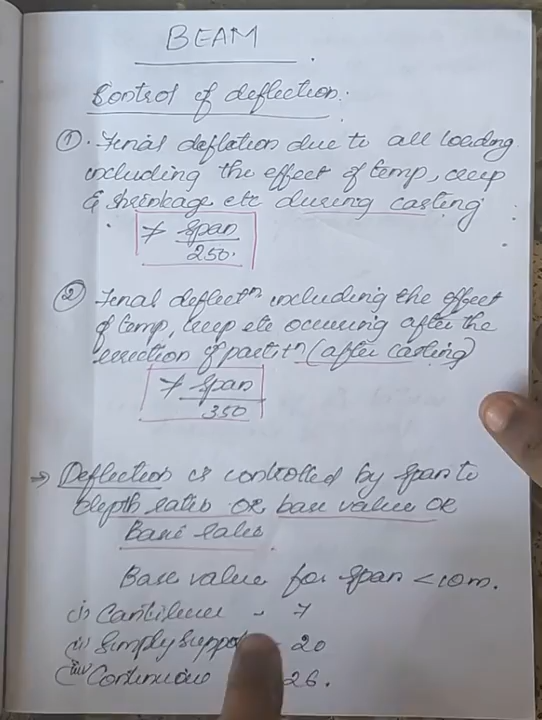 BEAM
Control of deflection.
① . Final deflation due to all loading
including the effect of temp, creep
& shrinkage etc during casting
≯ span
250.
② Final deflectⁿ including the effect
of temp, creep etc occuring after the
erection of partitⁿ (after casting)
≯ span
350
→ Deflection is controlled by span to
depth ratio OR base value OR
Basic ratio.
Base value for span < 10m.
(i) Cantilever - 7
(ii) Simply suppo - 20
(iii) Continuous 26.